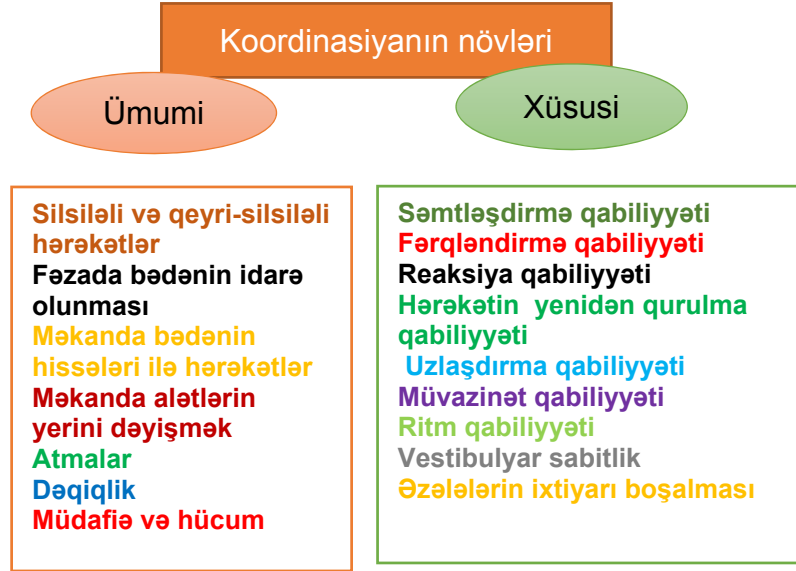 Koordinasiyanın növləri
Ümumi
Xüsusi
Silsiləli və qeyri-silsiləli
hərəkətlər
Fəzada bədənin idarə
olunması
Məkanda bədənin
hissələri ilə hərəkətlər
Məkanda alətlərin
yerini dəyişmək
Atmalar
Dəqiqlik
Müdafiə və hücum
Səmtləşdirmə qabiliyyəti
Fərqləndirmə qabiliyyəti
Reaksiya qabiliyyəti
Hərəkətin yenidən qurulma
qabiliyyəti
Uzlaşdırma qabiliyyəti
Müvazinət qabiliyyəti
Ritm qabiliyyəti
Vestibulyar sabitlik
Əzələlərin ixtiyarı boşalması